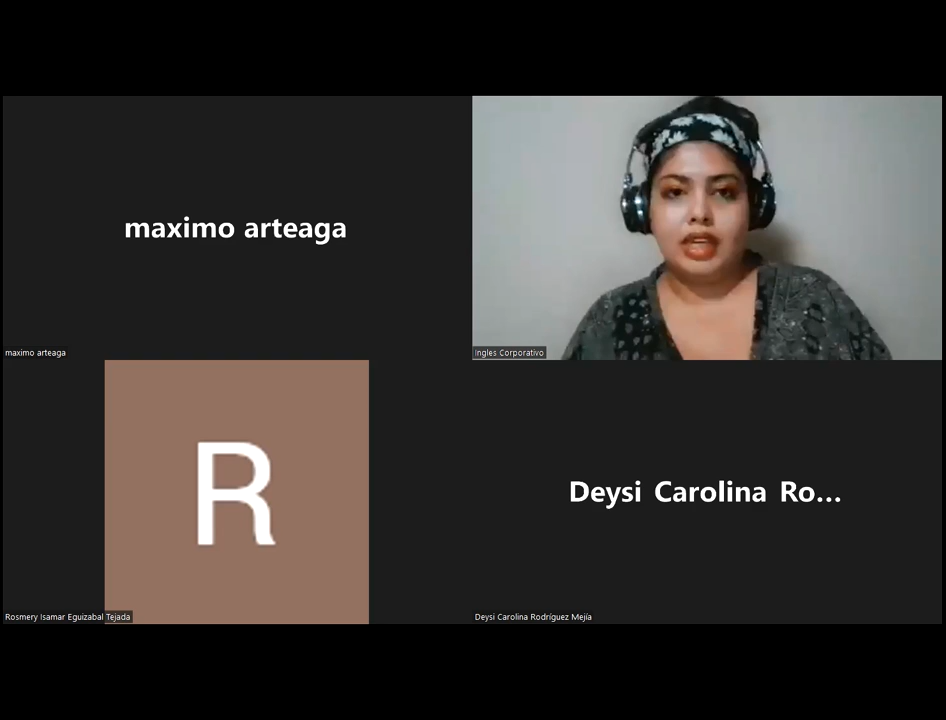 maximo arteaga
maximo arteaga
Ingles Corporativo
R
Rosmery Isamar Eguizabal Tejada
Deysi Carolina Ro...
Deysi Carolina Rodríguez Mejía